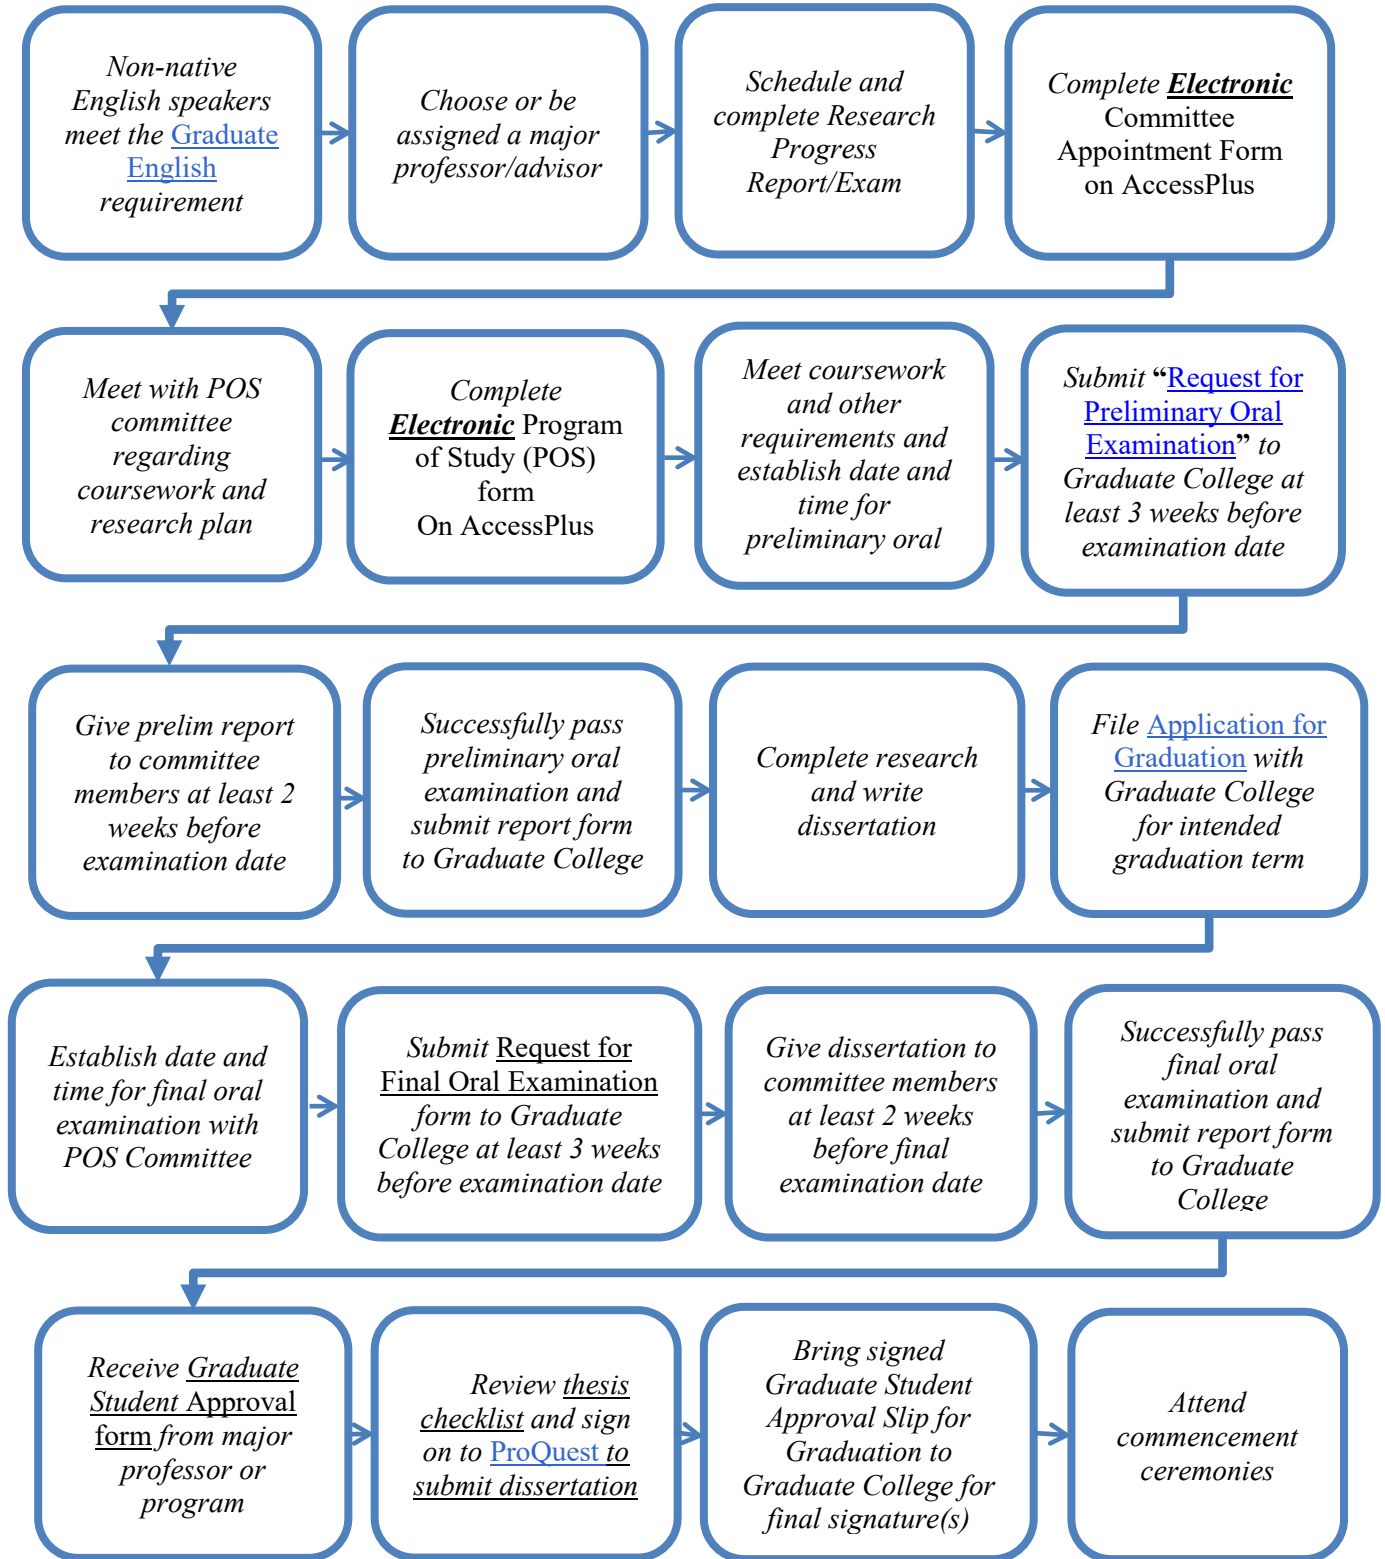 Non-native
English speakers
meet the Graduate
English
requirement
Choose or be
assigned a major
professor/advisor
Schedule and
complete Research
Progress
Report/Exam
Complete Electronic
Committee
Appointment Form
on AccessPlus
Meet with POS
committee
regarding
coursework and
research plan
Complete
Electronic Program
of Study (POS)
form
On AccessPlus
Meet coursework
and other
requirements and
establish date and
time for
preliminary oral
Submit “Request for
Preliminary Oral
Examination” to
Graduate College at
least 3 weeks before
examination date
Give prelim report
to committee
members at least 2
weeks before
examination date
Successfully pass
preliminary oral
examination and
submit report form
to Graduate College
Complete research
and write
dissertation
File Application for
Graduation with
Graduate College
for intended
graduation term
Establish date and
time for final oral
examination with
POS Committee
Submit Request for
Final Oral Examination
form to Graduate
College at least 3 weeks
before examination date
Give dissertation to
committee members
at least 2 weeks
before final
examination date
Successfully pass
final oral
examination and
submit report form
to Graduate
College
Receive Graduate
Student Approval
form from major
professor or
program
Review thesis
checklist and sign
on to ProQuest to
submit dissertation
Bring signed
Graduate Student
Approval Slip for
Graduation to
Graduate College for
final signature(s)
Attend
commencement
ceremonies